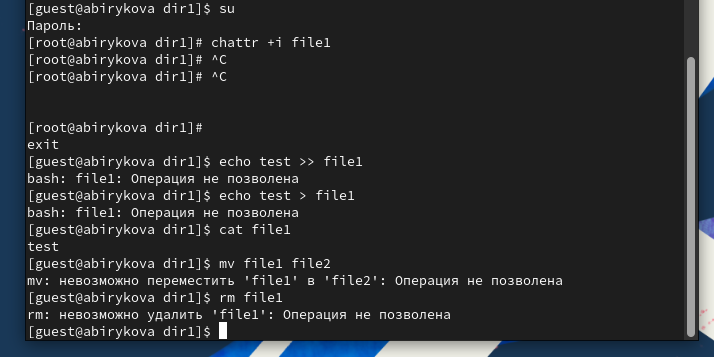 [guest@abirykova dir1]$ su
Пароль:
[root@abirykova dir1]# chattr +i file1
[root@abirykova dir1]# ^C
[root@abirykova dir1]# ^C
[root@abirykova dir1]#
exit
[guest@abirykova dir1]$ echo test >> file1
bash: file1: Операция не позволена
[guest@abirykova dir1]$ echo test > file1
bash: file1: Операция не позволена
[guest@abirykova dir1]$ cat file1
test
[guest@abirykova dir1]$ mv file1 file2
mv: невозможно переместить 'file1' в 'file2': Операция не позволена
[guest@abirykova dir1]$ rm file1
rm: невозможно удалить 'file1': Операция не позволена
[guest@abirykova dir1]$